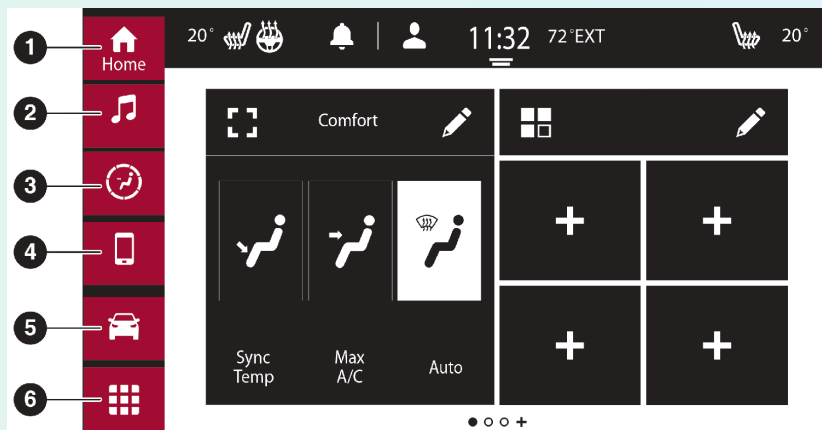 1
Home
20° 11:32 72°EXT 20°
2
3
4
5
6
Comfort
Sync
Temp
Max
A/C
Auto